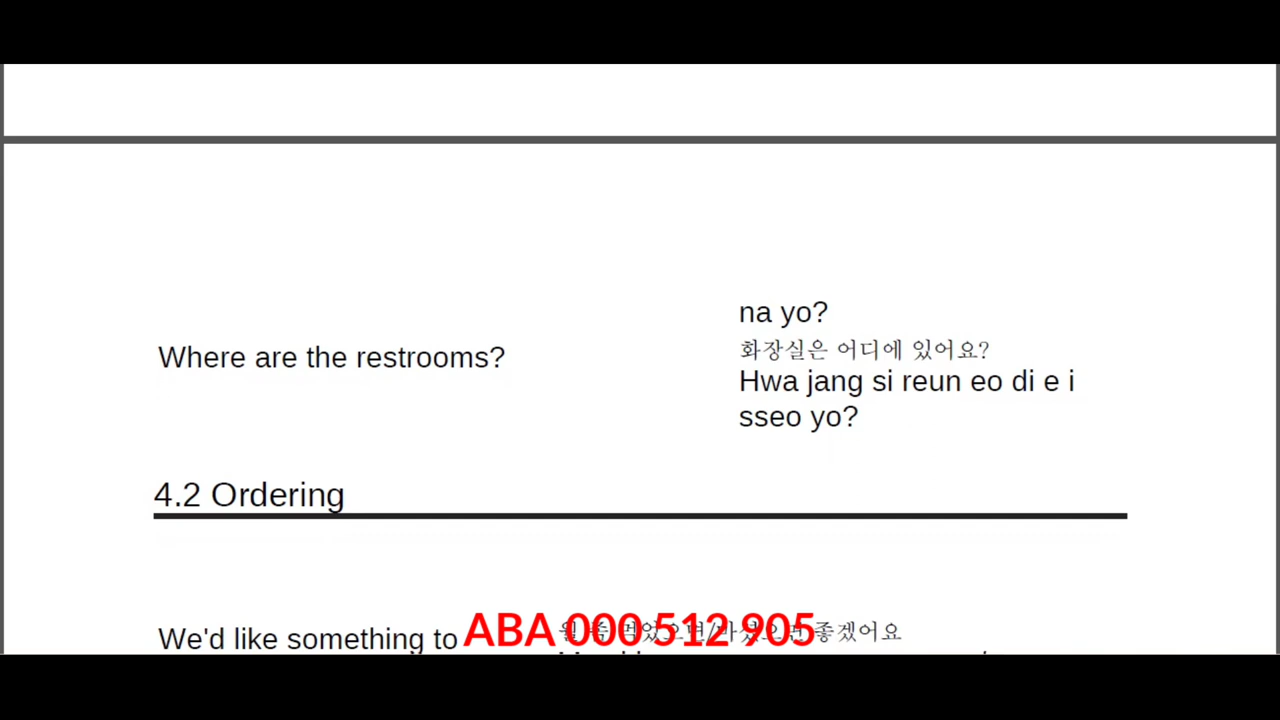 na yo?
Where are the restrooms?
화장실은 어디에 있어요?
Hwa jang si reun eo di e i
sseo yo?
4.2 Ordering
We'd like something to
좋겠어요
ABA 000 512 905